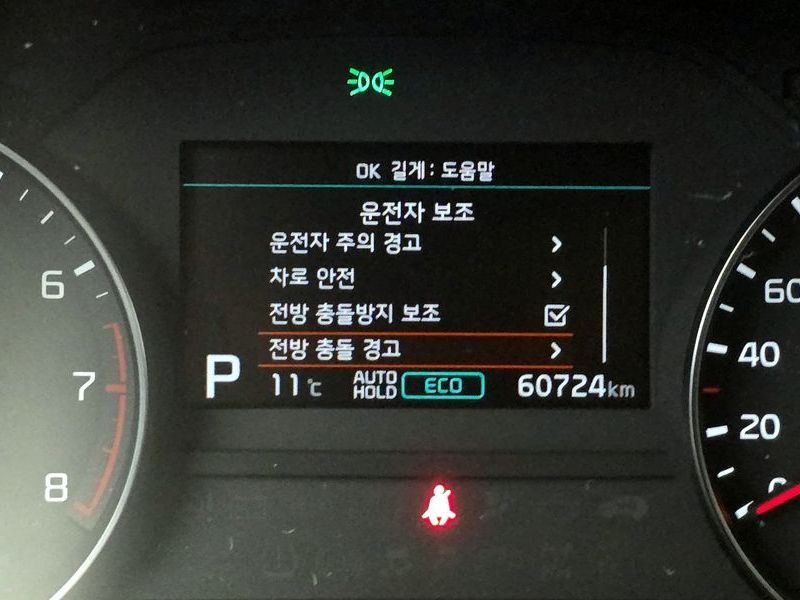 OK 길게 : 도움말
운전자 보조
운전자 주의 경고
차로 안전
전방 충돌방지 보조
전방 충돌 경고
P 11℃ AUTO HOLD ECO 60724km
6
7
8
60
40
20
0